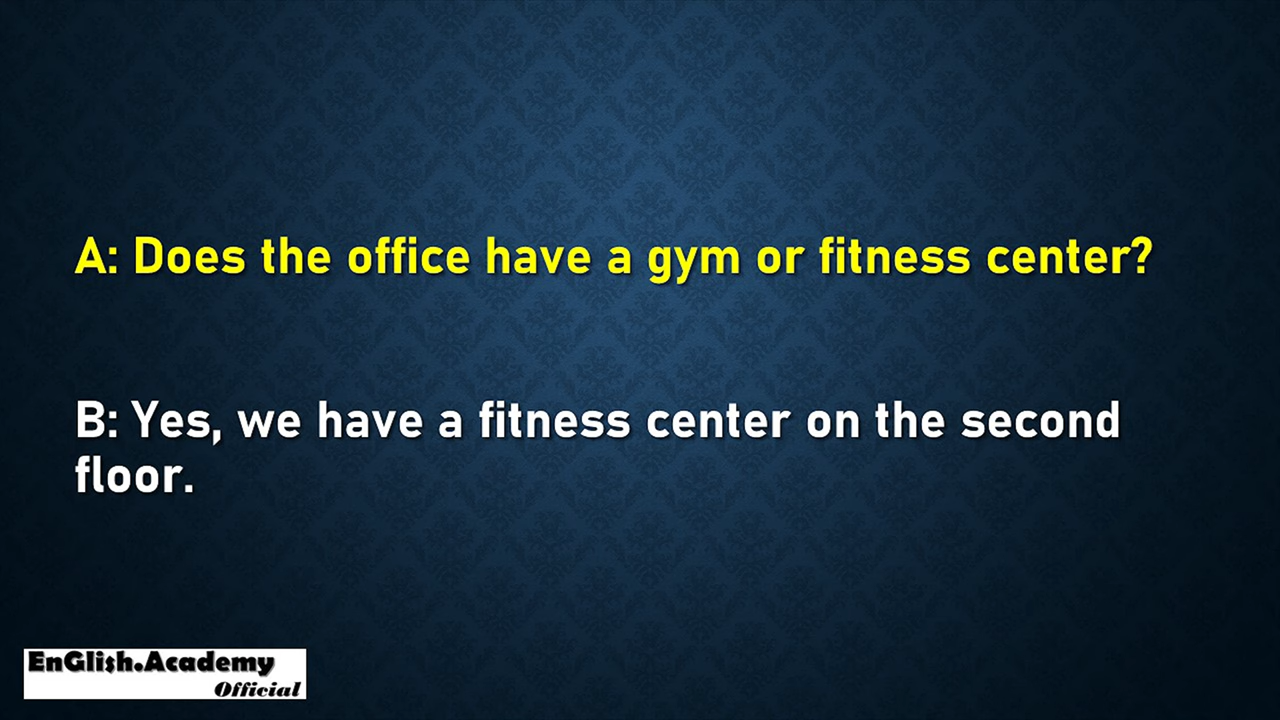 A: Does the office have a gym or fitness center?
B: Yes, we have a fitness center on the second
floor.
EnGlish.Academy
Official